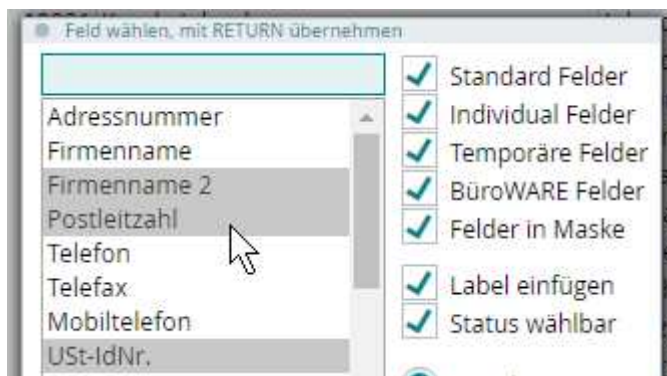 Feld wählen, mit RETURN übernehmen
Adressnummer
Firmenname
Firmenname 2
Postleitzahl
Telefon
Telefax
Mobiltelefon
USt-IdNr.
Standard Felder
Individual Felder
Temporäre Felder
BüroWARE Felder
Felder in Maske
Label einfügen
Status wählbar